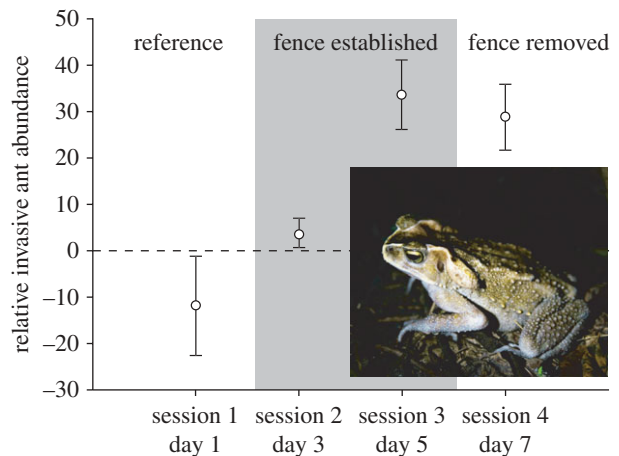 50
40
30
20
10
0
–10
–20
–30
relative invasive ant abundance
reference
fence established
fence removed
session 1
day 1
session 2
day 3
session 3
day 5
session 4
day 7